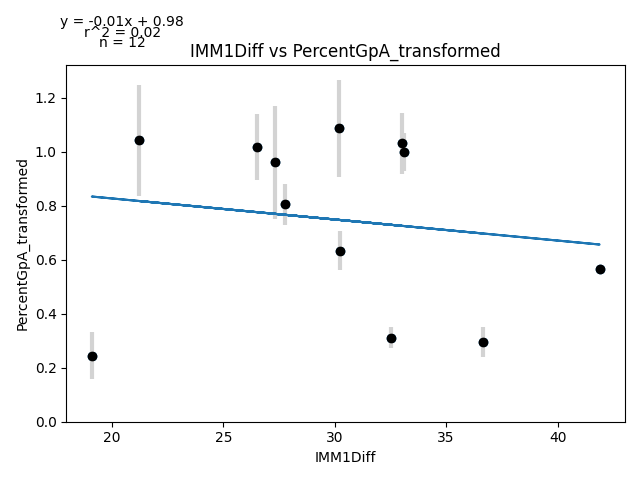 y = -0.01x + 0.98
r^2 = 0.02
n = 12
IMM1Diff vs PercentGpA_transformed
PercentGpA_transformed
1.2
1.0
0.8
0.6
0.4
0.2
0.0
20
25
30
35
40
IMM1Diff